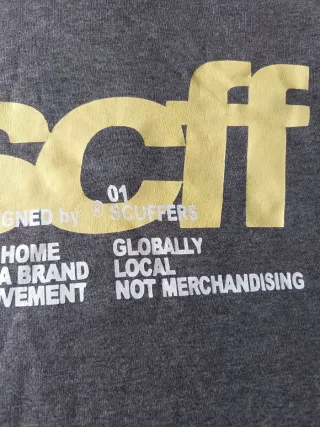 scff
01
GNED by ® SCUFFERS
HOME GLOBALLY
A BRAND LOCAL
VEMENT NOT MERCHANDISING